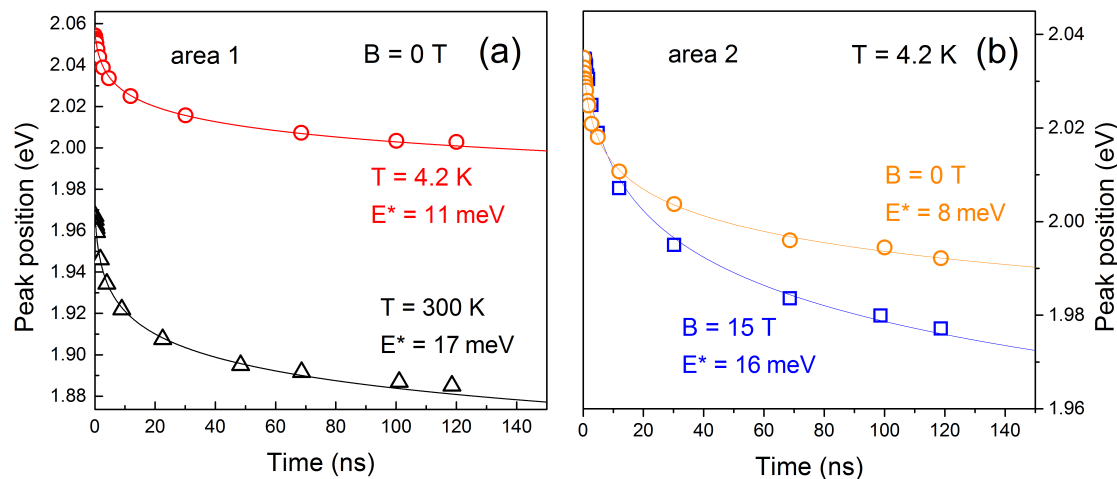 area 1
B = 0 T
(a)
T = 4.2 K
E* = 11 meV
T = 300 K
E* = 17 meV
Peak position (eV)
2.06
2.04
2.02
2.00
1.98
1.96
1.94
1.92
1.90
1.88
0 20 40 60 80 100 120 140
Time (ns)
area 2
T = 4.2 K
(b)
B = 0 T
E* = 8 meV
B = 15 T
E* = 16 meV
2.04
2.02
2.00
1.98
1.96
Peak position (eV)
0 20 40 60 80 100 120 140
Time (ns)